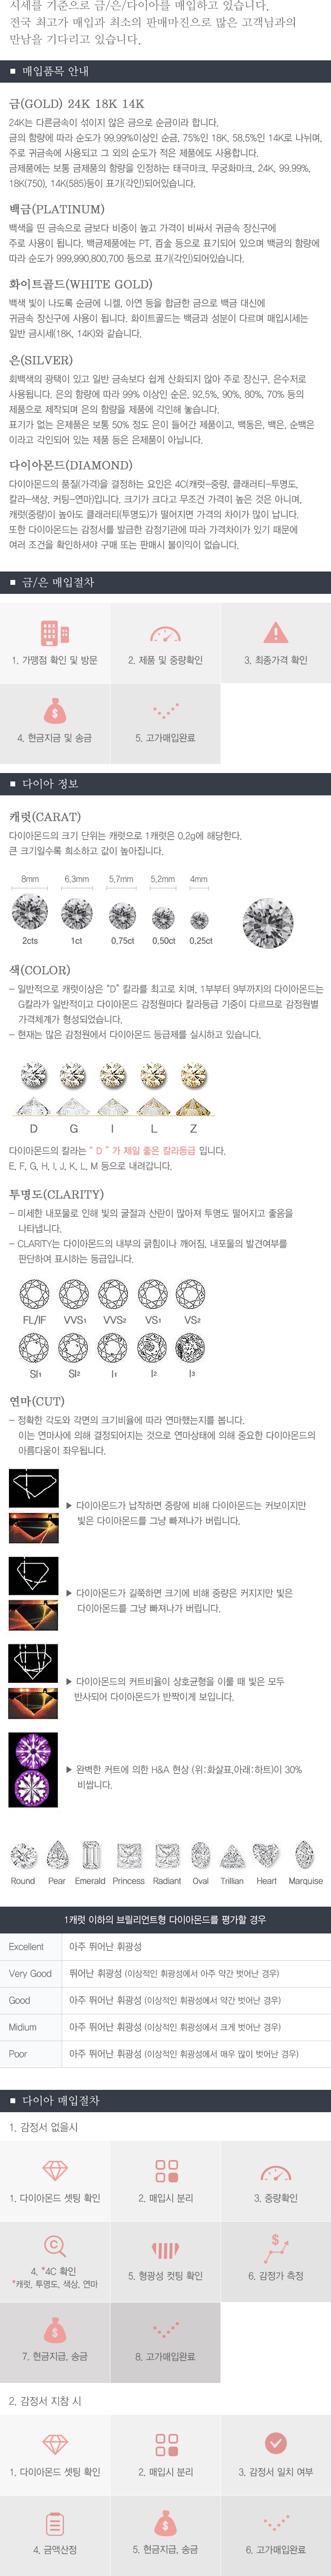 시세를 기준으로 금/은/다이아를 매입하고 있습니다.
전국 최고가 매입과 최소의 판매마진으로 많은 고객님과의
만남을 기다리고 있습니다.
■ 매입품목 안내
금(GOLD) 24K 18K 14K
24K는 다른금속이 섞이지 않은 금으로 순금이라 합니다.
금의 함량에 따라 순도가 99.99%이상인 순금, 75%인 18K, 58.5%인 14K로 나뉘며,
주로 귀금속에 사용되고 그 외의 순도가 적은 제품에도 사용합니다.
금제품에는 보통 금제품의 함량을 인정하는 태극마크, 무궁화마크, 24K, 99.99%,
18K(750), 14K(585)등이 표기(각인)되어있습니다.
백금(PLATINUM)
백색을 띤 금속으로 금보다 비중이 높고 가격이 비싸서 귀금속 장신구에
주로 사용이 됩니다. 백금제품에는 PT, 홉슬 등으로 표기되어 있으며 백금의 함량에
따라 순도가 999,990,800,700 등으로 표기(각인)되어있습니다.
화이트골드(WHITE GOLD)
백색 빛이 나도록 순금에 니켈, 아연 등을 합금한 금으로 백금 대신에
귀금속 장신구에 사용이 됩니다. 화이트골드는 백금과 성분이 다르며 매입시세는
일반 금시세(18K, 14K)와 같습니다.
은(SILVER)
회백색의 광택이 있고 일반 금속보다 쉽게 산화되지 않아 주로 장신구, 은수저로
사용됩니다. 은의 함량에 따라 99% 이상인 순은, 92.5%, 90%, 80%, 70% 등의
제품으로 제작되며 은의 함량을 제품에 각인해 놓습니다.
표기가 없는 은제품은 보통 50% 정도 은이 들어간 제품이고, 백동은, 백은, 순백은
이라고 각인되어 있는 제품 등은 은제품이 아닙니다.
다이아몬드(DIAMOND)
다이아몬드의 품질(가격)을 결정하는 요인은 4C(캐럿-중량, 클래러티-투명도,
칼라-색상, 커팅-연마)입니다. 크기가 크다고 무조건 가격이 높은 것은 아니며,
캐럿(중량)이 높아도 클래러티(투명도)가 떨어지면 가격의 차이가 많이 납니다.
또한 다이아몬드는 감정서를 발급한 감정기관에 따라 가격차이가 있기 때문에
여러 조건을 확인하셔야 구매 또는 판매시 불이익이 없습니다.
■ 금/은 매입절차
1. 가맹점 확인 및 방문
2. 제품 및 중량확인
3. 최종가격 확인
4. 현금지급 및 송금
5. 고가매입완료
■ 다이아 정보
캐럿(CARAT)
다이아몬드의 크기 단위는 캐럿으로 1캐럿은 0.2g에 해당한다.
큰 크기일수록 희소하고 값이 높아집니다.
8mm 6.3mm 5.7mm 5.2mm 4mm
2cts 1ct 0.75ct 0.50ct 0.25ct
색(COLOR)
- 일반적으로 캐럿이상은 "D" 칼라를 최고로 치며, 1부부터 9부까지의 다이아몬드는
G칼라가 일반적이고 다이아몬드 감정원마다 칼라등급 기중이 다르므로 감정원별
가격체계가 형성되었습니다.
- 현재는 많은 감정원에서 다이아몬드 등급제를 실시하고 있습니다.
D G I L Z
다이아몬드의 칼라는 " D " 가 제일 좋은 칼라등급 입니다.
E, F, G, H, I, J, K, L, M 등으로 내려갑니다.
투명도(CLARITY)
- 미세한 내포물로 인해 빛의 굴절과 산란이 많아져 투명도 떨어지고 좋음을
나타냅니다.
- CLARITY는 다이아몬드의 내부의 긁힘이나 깨어짐, 내포물의 발견여부를
판단하여 표시하는 등급입니다.
FL/IF VVS1 VVS2 VS1 VS2
SI1 SI2 I1 I2 I3
연마(CUT)
- 정확한 각도와 각면의 크기비율에 따라 연마했는지를 봅니다.
이는 연마사에 의해 결정되어지는 것으로 연마상태에 의해 중요한 다이아몬드의
아름다움이 좌우됩니다.
▶ 다이아몬드가 납작하면 중량에 비해 다이아몬드는 커보이지만
빛은 다이아몬드를 그냥 빠져나가 버립니다.
▶ 다이아몬드가 길쭉하면 크기에 비해 중량은 커지지만 빛은
다이아몬드를 그냥 빠져나가 버립니다.
▶ 다이아몬드의 커트비율이 상호균형을 이룰 때 빛은 모두
반사되어 다이아몬드가 반짝이게 보입니다.
▶ 완벽한 커트에 의한 H&A 현상 (위:화살표,아래:하트)이 30%
비쌉니다.
Round Pear Emerald Princess Radiant Oval Trillian Heart Marquise
1캐럿 이하의 브릴리언트형 다이아몬드를 평가할 경우
Excellent 아주 뛰어난 휘광성
Very Good 뛰어난 휘광성 (이상적인 휘광성에서 아주 약간 벗어난 경우)
Good 아주 뛰어난 휘광성 (이상적인 휘광성에서 약간 벗어난 경우)
Midium 아주 뛰어난 휘광성 (이상적인 휘광성에서 크게 벗어난 경우)
Poor 아주 뛰어난 휘광성 (이상적인 휘광성에서 매우 많이 벗어난 경우)
■ 다이아 매입절차
1. 감정서 없을시
1. 다이아몬드 셋팅 확인
2. 매입시 분리
3. 중량확인
4. *4C 확인
*캐럿, 투명도, 색상, 연마
5. 형광성 컷팅 확인
6. 감정가 측정
7. 현금지급, 송금
8. 고가매입완료
2. 감정서 지참 시
1. 다이아몬드 셋팅 확인
2. 매입시 분리
3. 감정서 일치 여부
4. 금액산정
5. 현금지급, 송금
6. 고가매입완료